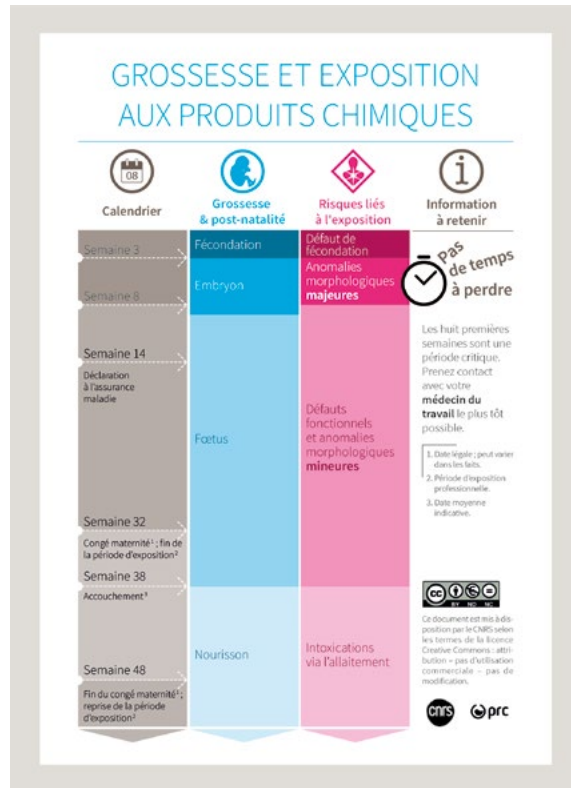 GROSSESSE ET EXPOSITION
AUX PRODUITS CHIMIQUES
08
Calendrier
Grossesse
& post-natalité
Risques liés
à l'exposition
Information
à retenir
Semaine 3
Fécondation
Défaut de
fécondation
Semaine 8
Embryon
Anomalies
morphologiques
majeures
Pas
de temps
à perdre
Les huit premières
semaines sont une
période critique.
Prenez contact
avec votre
médecin du
travail le plus tôt
possible.
1. Date légale ; peut varier
dans les faits.
2. Période d'exposition
professionnelle.
3. Date moyenne
indicative.
Semaine 14
Déclaration
à l'assurance
maladie
Fœtus
Défauts
fonctionnels
et anomalies
morphologiques
mineures
Semaine 32
Congé maternité¹ ; fin de
la période d'exposition²
Semaine 38
Accouchement³
Nourisson
Intoxications
via l'allaitement
Semaine 48
Fin du congé maternité¹ ;
reprise de la période
d'exposition²
cc
BY NC ND
Ce document est mis à dis-
position par le CNRS selon
les termes de la licence
Creative Commons : attri-
bution – pas d'utilisation
commerciale – pas de
modification.
cnrs
prc